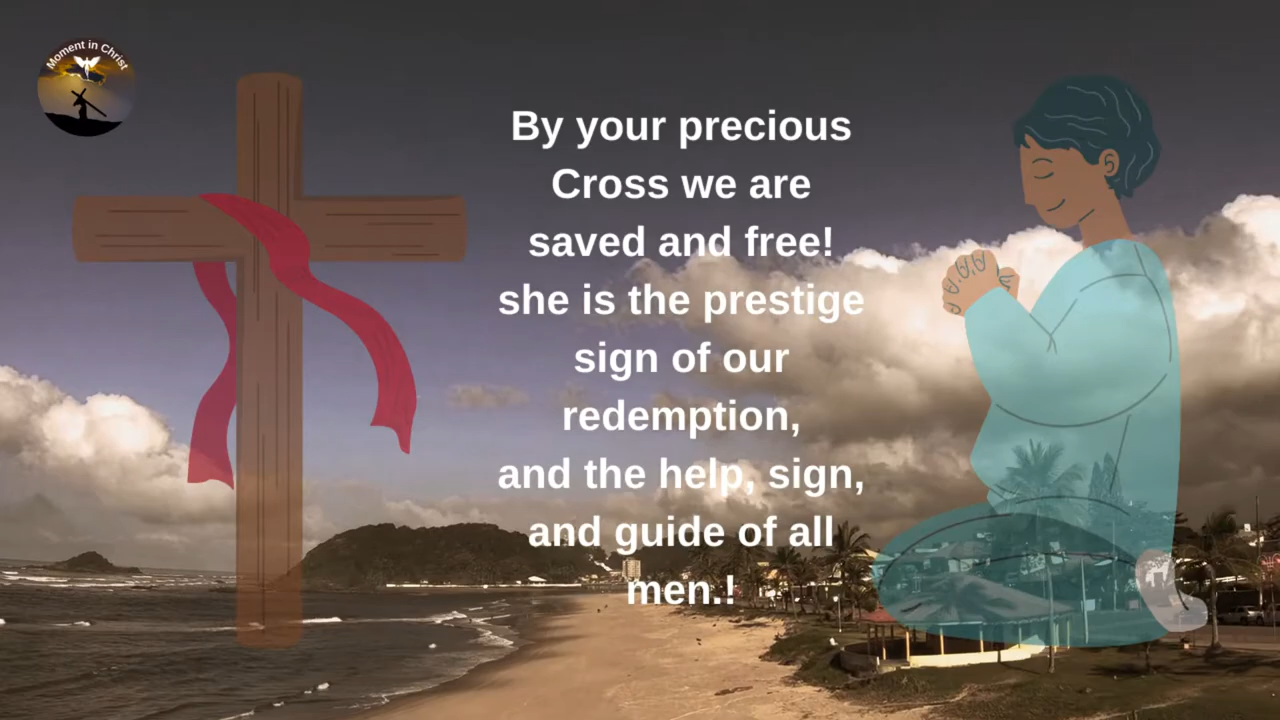 Moment in Christ
By your precious
Cross we are
saved and free!
she is the prestige
sign of our
redemption,
and the help, sign,
and guide of all
men.!